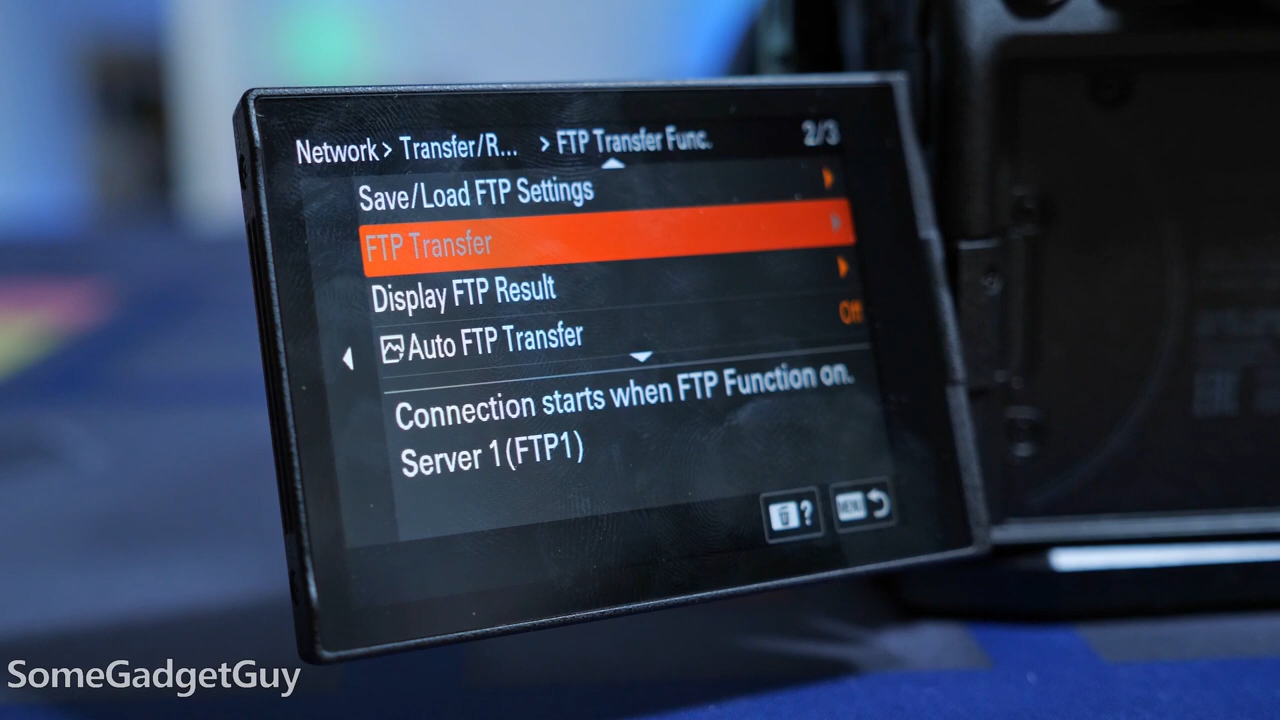 Network > Transfer/R... > FTP Transfer Func. 2/3
Save/Load FTP Settings
FTP Transfer
Display FTP Result
Auto FTP Transfer Off
Connection starts when FTP Function on.
Server 1(FTP1)
? MENU
SomeGadgetGuy